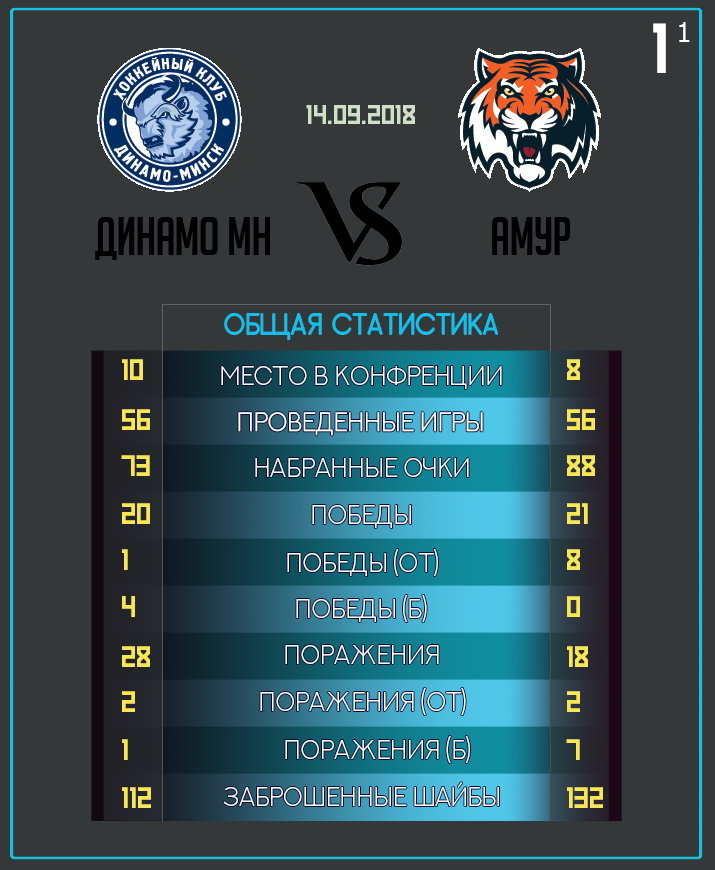 1 1
ХОККЕЙНЫЙ КЛУБ
ДИНАМО-МИНСК
14.09.2018
VS
ДИНАМО МН
АМУР
ОБЩАЯ СТАТИСТИКА
10 МЕСТО В КОНФРЕНЦИИ 8
56 ПРОВЕДЕННЫЕ ИГРЫ 56
73 НАБРАННЫЕ ОЧКИ 88
20 ПОБЕДЫ 21
1 ПОБЕДЫ (ОТ) 8
4 ПОБЕДЫ (Б) 0
28 ПОРАЖЕНИЯ 18
2 ПОРАЖЕНИЯ (ОТ) 2
1 ПОРАЖЕНИЯ (Б) 7
112 ЗАБРОШЕННЫЕ ШАЙБЫ 132